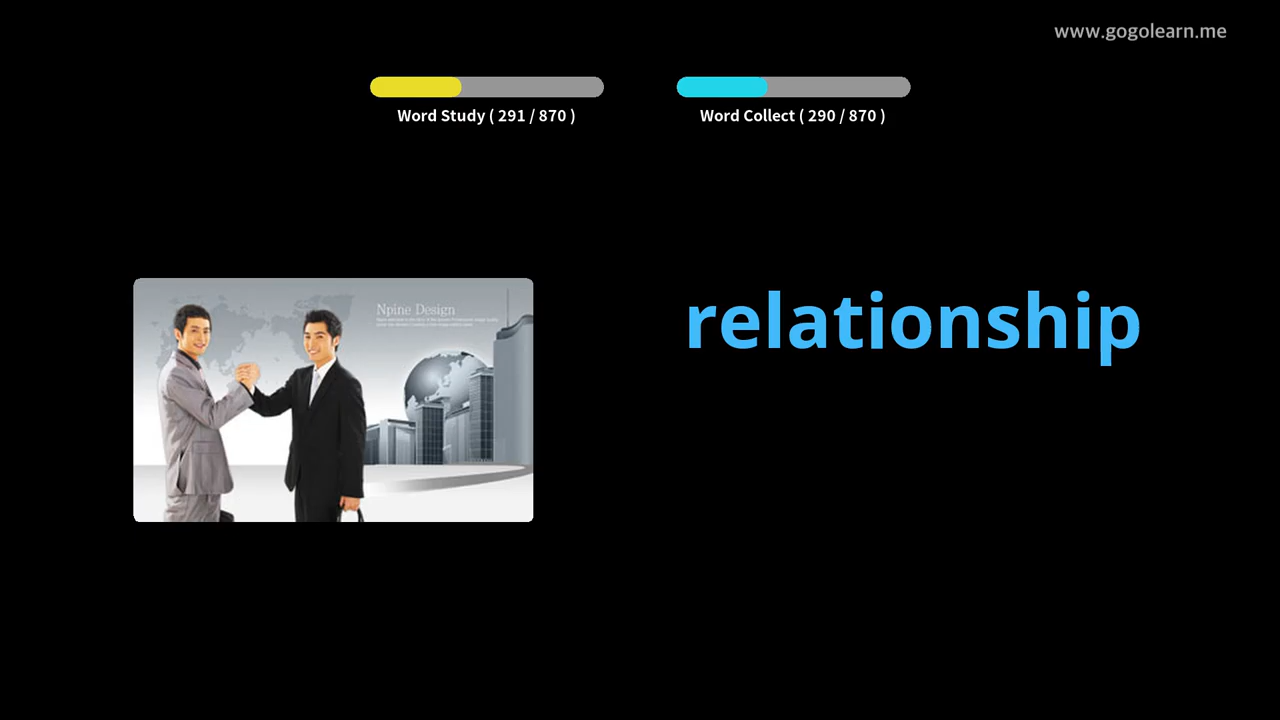 www.gogolearn.me
Word Study ( 291 / 870 )
Word Collect ( 290 / 870 )
Npine Design
relationship